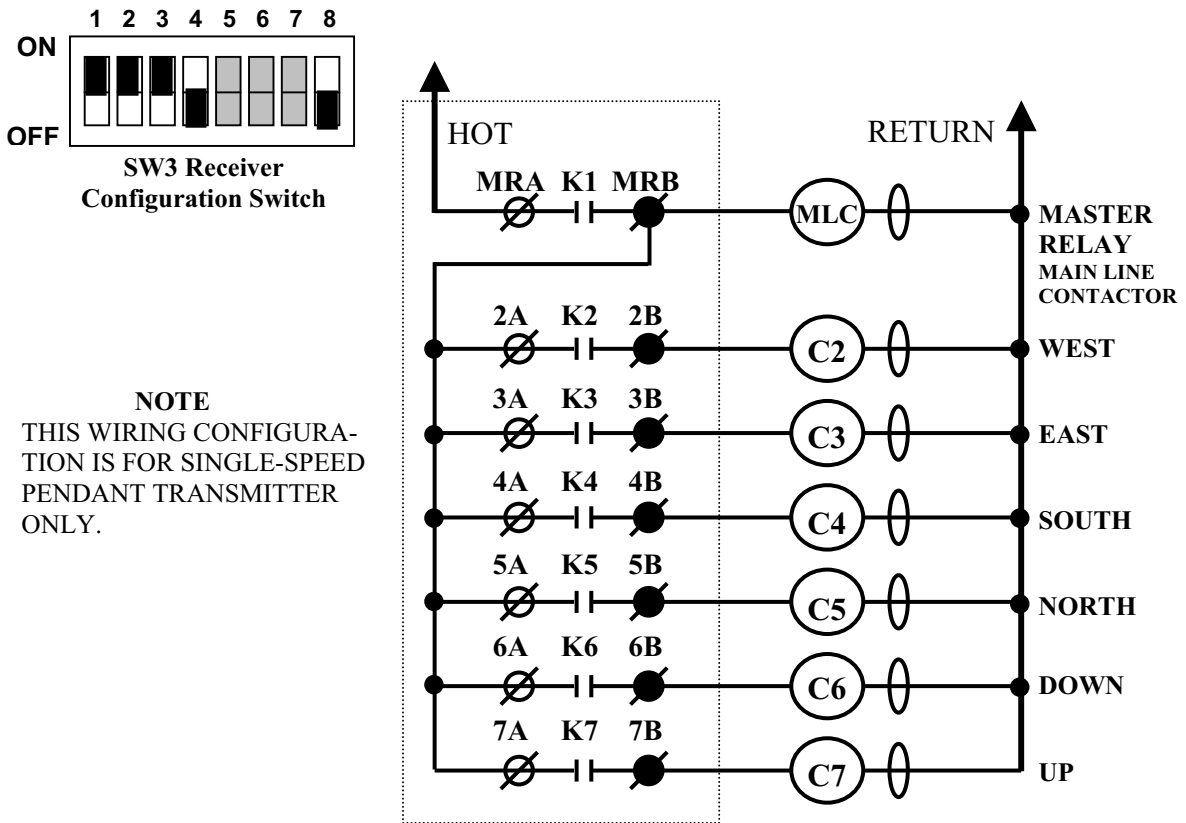 1 2 3 4 5 6 7 8
ON
OFF
SW3 Receiver
Configuration Switch
NOTE
THIS WIRING CONFIGURA-
TION IS FOR SINGLE-SPEED
PENDANT TRANSMITTER
ONLY.
HOT
RETURN
MRA K1 MRB
MLC
MASTER
RELAY
MAIN LINE
CONTACTOR
2A K2 2B
C2
WEST
3A K3 3B
C3
EAST
4A K4 4B
C4
SOUTH
5A K5 5B
C5
NORTH
6A K6 6B
C6
DOWN
7A K7 7B
C7
UP